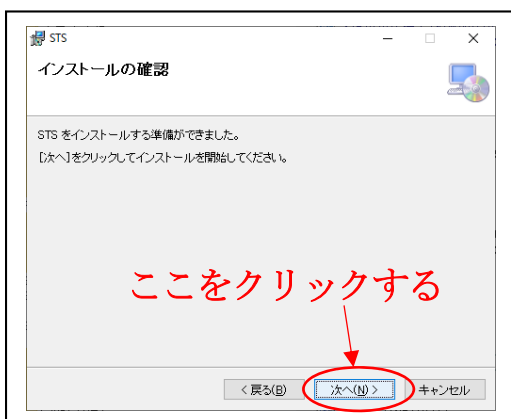 STS
インストールの確認
STS をインストールする準備ができました。
[次へ]をクリックしてインストールを開始してください。
ここをクリックする
< 戻る(B)
次へ(N) >
キャンセル